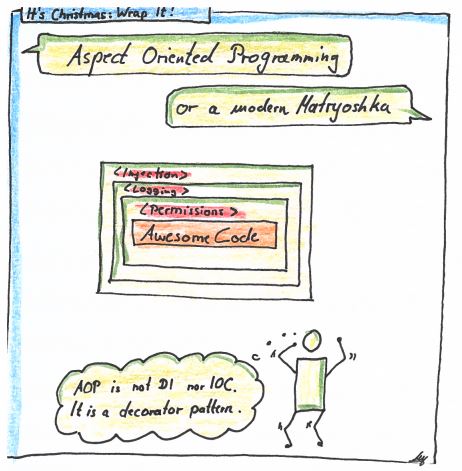 It's Christmas: Wrap It!
Aspect Oriented Programming
or a modern Matryoshka
<Injection>
<Logging>
<Permissions>
Awesome Code
AOP is not DI nor IOC.
It is a decorator pattern.